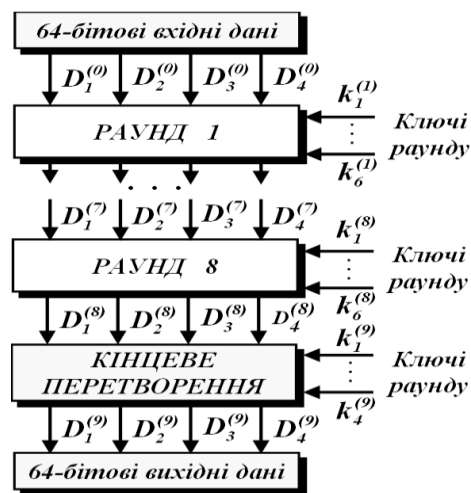 64-бітові вхідні дані
D₁⁽⁰⁾ D₂⁽⁰⁾ D₃⁽⁰⁾ D₄⁽⁰⁾
РАУНД 1
k₁⁽¹⁾
⋮ ⋮
k₆⁽¹⁾
Ключі
раунду
. . .
D₁⁽⁷⁾ D₂⁽⁷⁾ D₃⁽⁷⁾ D₄⁽⁷⁾
РАУНД 8
k₁⁽⁸⁾
⋮ ⋮
k₆⁽⁸⁾
Ключі
раунду
D₁⁽⁸⁾ D₂⁽⁸⁾ D₃⁽⁸⁾ D₄⁽⁸⁾
КІНЦЕВЕ
ПЕРЕТВОРЕННЯ
k₁⁽⁹⁾
⋮ ⋮
k₄⁽⁹⁾
Ключі
раунду
D₁⁽⁹⁾ D₂⁽⁹⁾ D₃⁽⁹⁾ D₄⁽⁹⁾
64-бітові вихідні дані